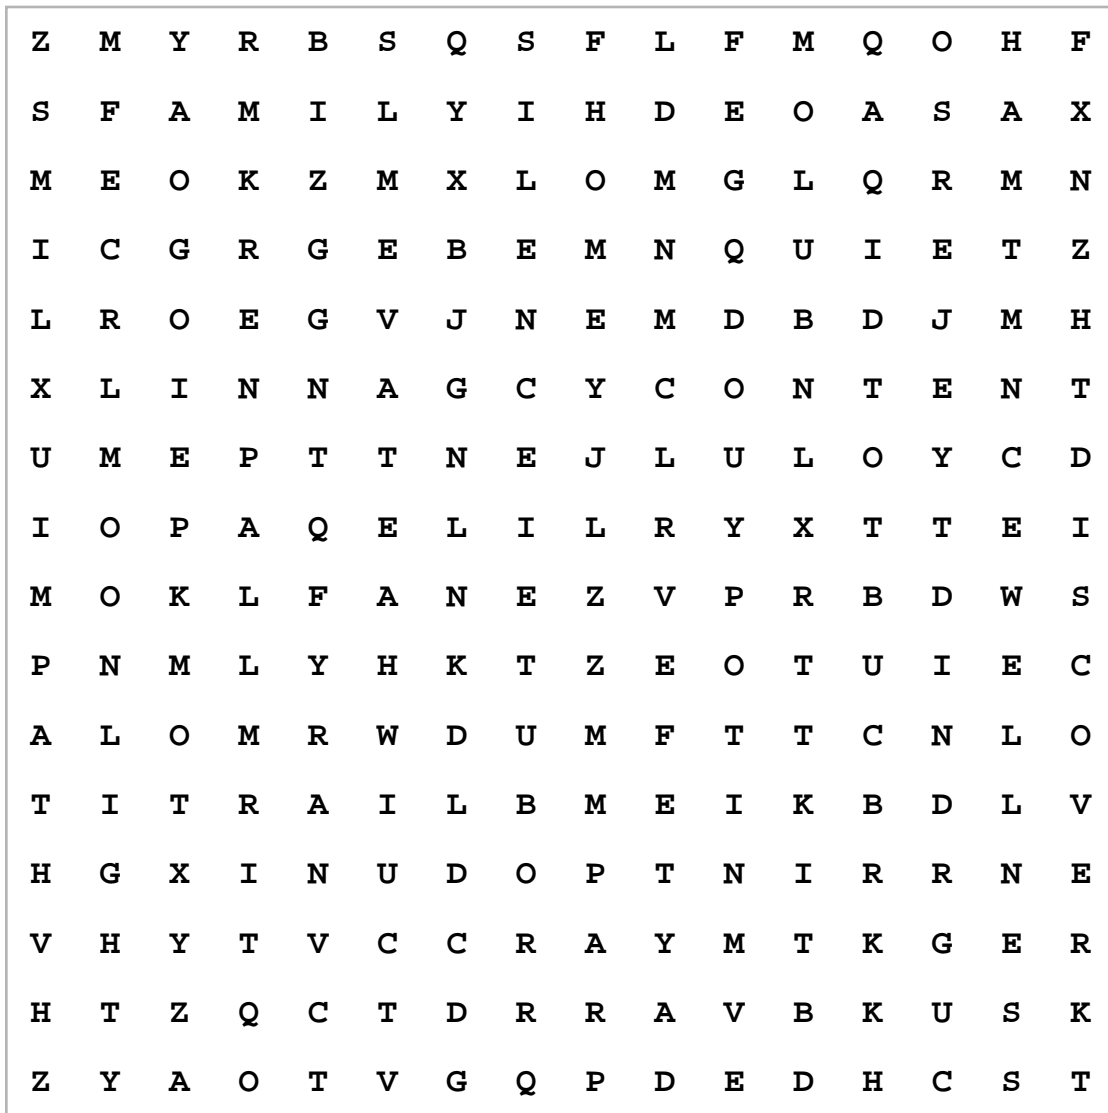 Z M Y R B S Q S F L F M Q O H F
S F A M I L Y I H D E O A S A X
M E O K Z M X L O M G L Q R M N
I C G R G E B E M N Q U I E T Z
L R O E G V J N E M D B D J M H
X L I N N A G C Y C O N T E N T
U M E P T T N E J L U L O Y C D
I O P A Q E L I L R Y X T T E I
M O K L F A N E Z V P R B D W S
P N M L Y H K T Z E O T U I E C
A L O M R W D U M F T T C N L O
T I T R A I L B M E I K B D L V
H G X I N U D O P T N I R R N E
V H Y T V C C R A Y M T K G E R
H T Z Q C T D R R A V B K U S K
Z Y A O T V G Q P D E D H C S T